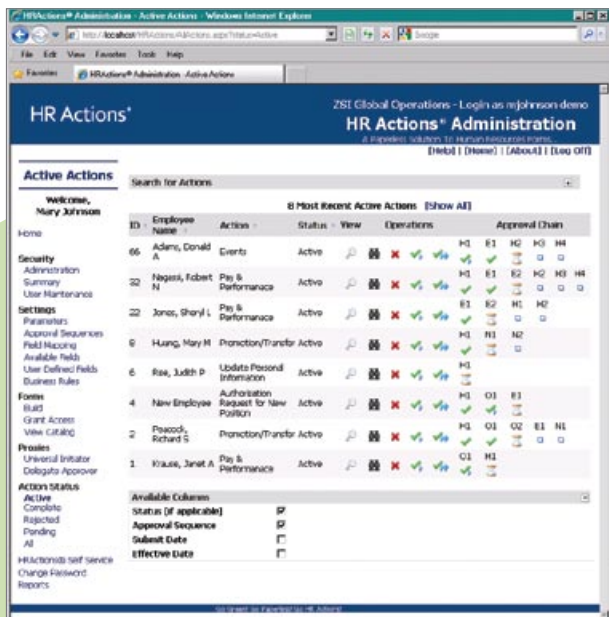 HRActions® Administration - Active Actions - Windows Internet Explorer
http://localhost/HRActions/AllActions.aspx?status=Active
Google
File Edit View Favorites Tools Help
Favorites HRActions® Administration - Active Actions
HR Actions®
ZSI Global Operations - Login as mjohnson demo
HR Actions® Administration
A Paperless Solution To Human Resources Forms...
[Help] | [Home] | [About] | [Log Off]
Active Actions
Welcome,
Mary Johnson
Home
Security
Administration
Summary
User Maintenance
Settings
Parameters
Approval Sequences
Field Mapping
Available Fields
User Defined Fields
Business Rules
Forms
Build
Grant Access
View Catalog
Proxies
Universal Initiator
Delegate Approver
Action Status
Active
Complete
Rejected
Pending
All
HRActions® Self Service
Change Password
Reports
Search for Actions
8 Most Recent Active Actions [Show All]
ID Employee Name Action Status View Operations Approval Chain
66 Adams, Donald A Events Active H1 E1 H2 H3 H4
32 Nagassi, Robert N Pay & Performance Active H1 E1 E2 H2 H3 H4
22 Jones, Sheryl L Pay & Performance Active E1 E2 H1 H2
8 Huang, Mary M Promotion/Transfer Active H1 N1 N2
6 Rise, Judith P Update Personal Information Active H1
4 New Employee Authorization Request for New Position Active H1 O1 E1
2 Peacock, Richard S Promotion/Transfer Active H1 O1 O2 E1 N1
1 Krause, Janet A Pay & Performance Active O1 H1
Available Columns
Status (if applicable)
Approval Sequence
Submit Date
Effective Date